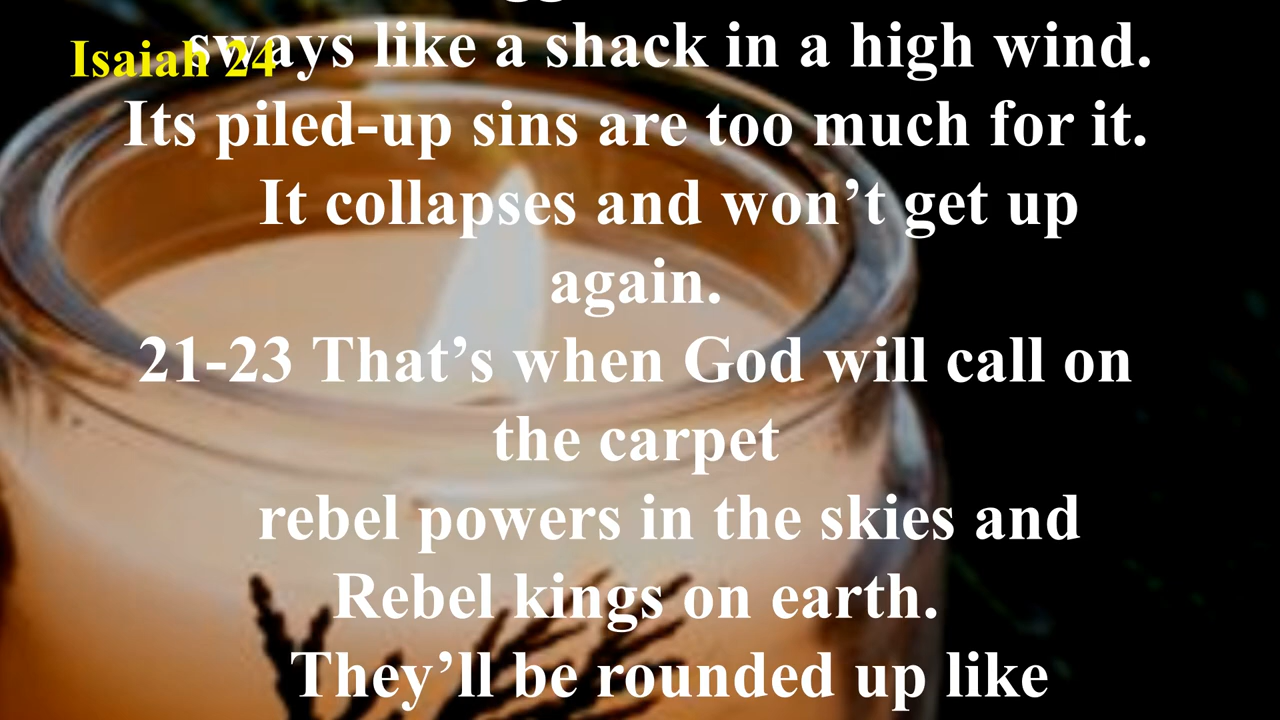 Isaiah 24
sways like a shack in a high wind.
Its piled-up sins are too much for it.
It collapses and won’t get up
again.
21-23 That’s when God will call on
the carpet
rebel powers in the skies and
Rebel kings on earth.
They’ll be rounded up like